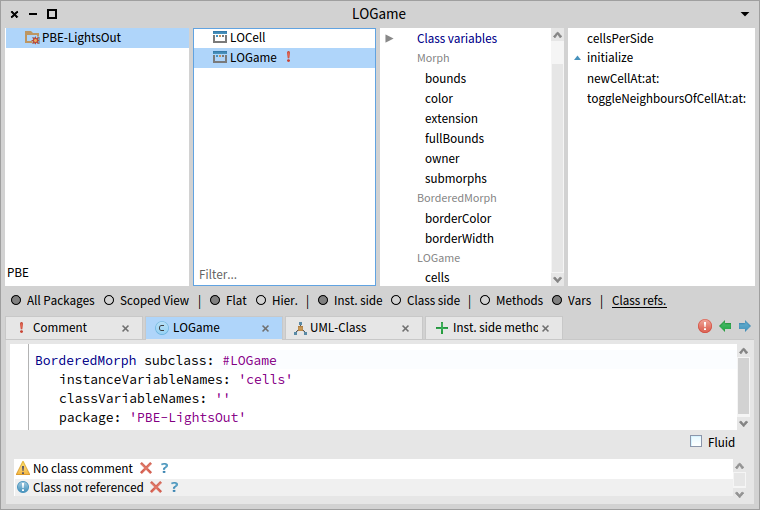 LOGame
PBE-LightsOut
PBE
LOCell
LOGame !
Filter...
Class variables
Morph
bounds
color
extension
fullBounds
owner
submorphs
BorderedMorph
borderColor
borderWidth
LOGame
cells
cellsPerSide
initialize
newCellAt:at:
toggleNeighboursOfCellAt:at:
All Packages Scoped View | Flat Hier. | Inst. side Class side | Methods Vars | Class refs.
! Comment × C LOGame × UML-Class × Inst. side methc ×
BorderedMorph subclass: #LOGame
instanceVariableNames: 'cells'
classVariableNames: ''
package: 'PBE-LightsOut'
Fluid
No class comment ?
Class not referenced ?